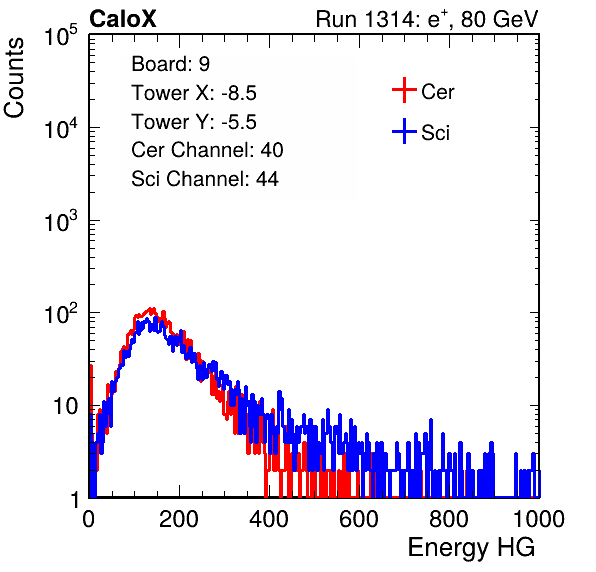 CaloX Run 1314: e⁺, 80 GeV
Counts
Board: 9
Tower X: -8.5
Tower Y: -5.5
Cer Channel: 40
Sci Channel: 44
Cer
Sci
10⁵
10⁴
10³
10²
10
1
0 200 400 600 800 1000
Energy HG